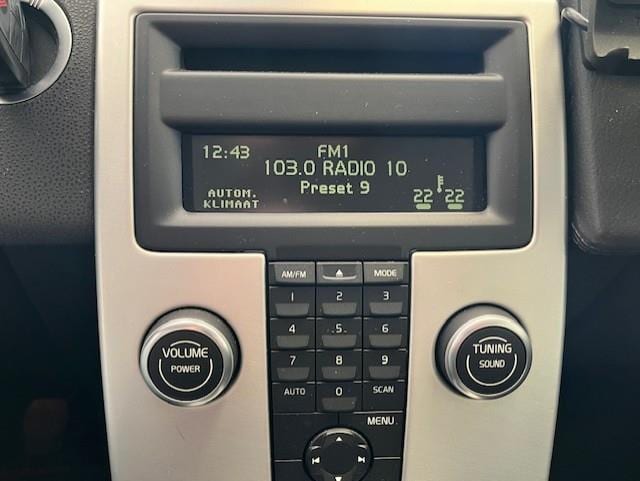 12:43 FM1
103.0 RADIO 10
Preset 9
AUTOM.
KLIMAAT 22 22
AM/FM MODE
1 2 3
4 5 6
7 8 9
AUTO 0 SCAN
MENU
VOLUME
POWER
TUNING
SOUND